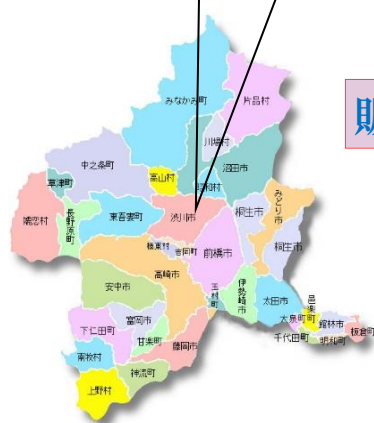 みなかみ町
片品村
川場村
中之条町
沼田市
高山村
昭和村
草津町
みどり市
嬬恋村
長野原町
東吾妻町
渋川市
桐生市
榛東村
吉岡町
前橋市
桐生市
高崎市
安中市
玉村町
伊勢崎市
太田市
邑楽町
富岡市
大泉町
館林市
板倉町
下仁田町
甘楽町
藤岡市
千代田町
明和町
南牧村
神流町
上野村